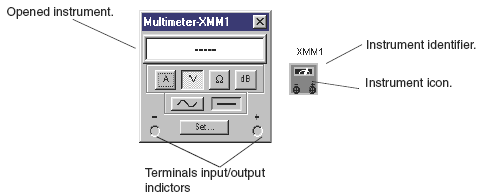 Opened instrument.
Multimeter-XMM1
-----
A V Ω dB
Set...
- +
XMM1
Instrument identifier.
Instrument icon.
Terminals input/output
indictors